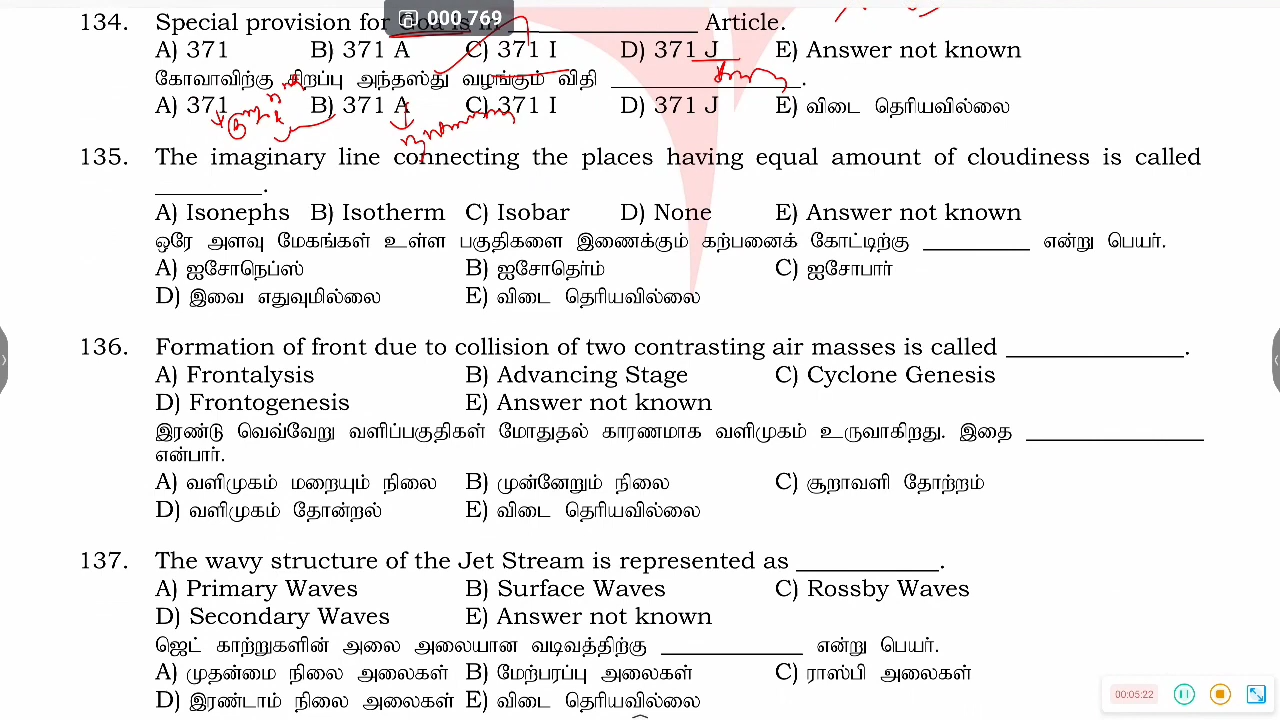 000 769
134. Special provision for Goa is in _______________ Article.
A) 371 B) 371 A C) 371 I D) 371 J E) Answer not known
கோவாவிற்கு சிறப்பு அந்தஸ்து வழங்கும் விதி _______________.
A) 371 B) 371 A C) 371 I D) 371 J E) விடை தெரியவில்லை
135. The imaginary line connecting the places having equal amount of cloudiness is called
_________.
A) Isonephs B) Isotherm C) Isobar D) None E) Answer not known
ஒரே அளவு மேகங்கள் உள்ள பகுதிகளை இணைக்கும் கற்பனைக் கோட்டிற்கு _________ என்று பெயர்.
A) ஐசோநெப்ஸ் B) ஐசோதெர்ம் C) ஐசோபார்
D) இவை எதுவுமில்லை E) விடை தெரியவில்லை
136. Formation of front due to collision of two contrasting air masses is called _______________.
A) Frontalysis B) Advancing Stage C) Cyclone Genesis
D) Frontogenesis E) Answer not known
இரண்டு வெவ்வேறு வளிப்பகுதிகள் மோதுதல் காரணமாக வளிமுகம் உருவாகிறது. இதை _______________
என்பார்.
A) வளிமுகம் மறையும் நிலை B) முன்னேறும் நிலை C) சூறாவளி தோற்றம்
D) வளிமுகம் தோன்றல் E) விடை தெரியவில்லை
137. The wavy structure of the Jet Stream is represented as ____________.
A) Primary Waves B) Surface Waves C) Rossby Waves
D) Secondary Waves E) Answer not known
ஜெட் காற்றுகளின் அலை அலையான வடிவத்திற்கு ____________ என்று பெயர்.
A) முதன்மை நிலை அலைகள் B) மேற்பரப்பு அலைகள் C) ராஸ்பி அலைகள்
D) இரண்டாம் நிலை அலைகள் E) விடை தெரியவில்லை
00:05:22